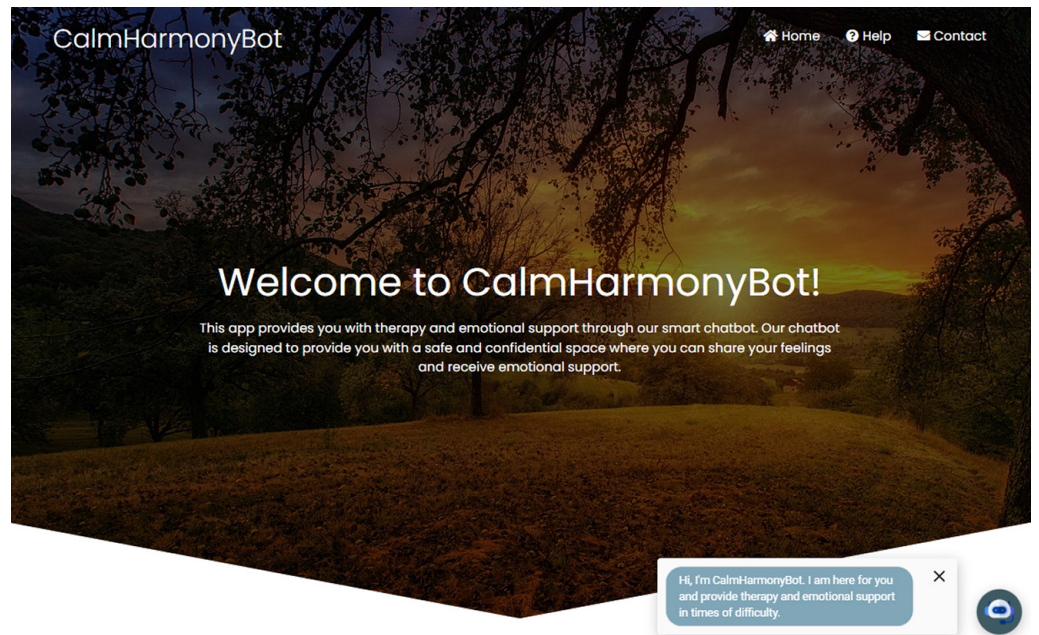 CalmHarmonyBot
Home Help Contact
Welcome to CalmHarmonyBot!
This app provides you with therapy and emotional support through our smart chatbot. Our chatbot
is designed to provide you with a safe and confidential space where you can share your feelings
and receive emotional support.
Hi, I'm CalmHarmonyBot. I am here for you
and provide therapy and emotional support
in times of difficulty.